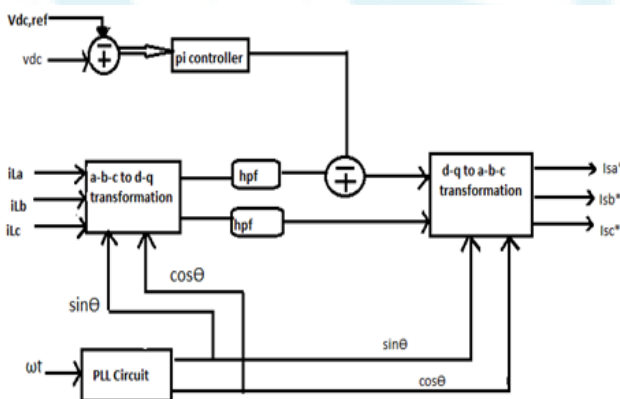 Vdc,ref
vdc
pi controller
iLa
iLb
iLc
a-b-c to d-q
transformation
hpf
hpf
d-q to a-b-c
transformation
Isa*
Isb*
Isc*
cosθ
sinθ
sinθ
cosθ
ωt
PLL Circuit